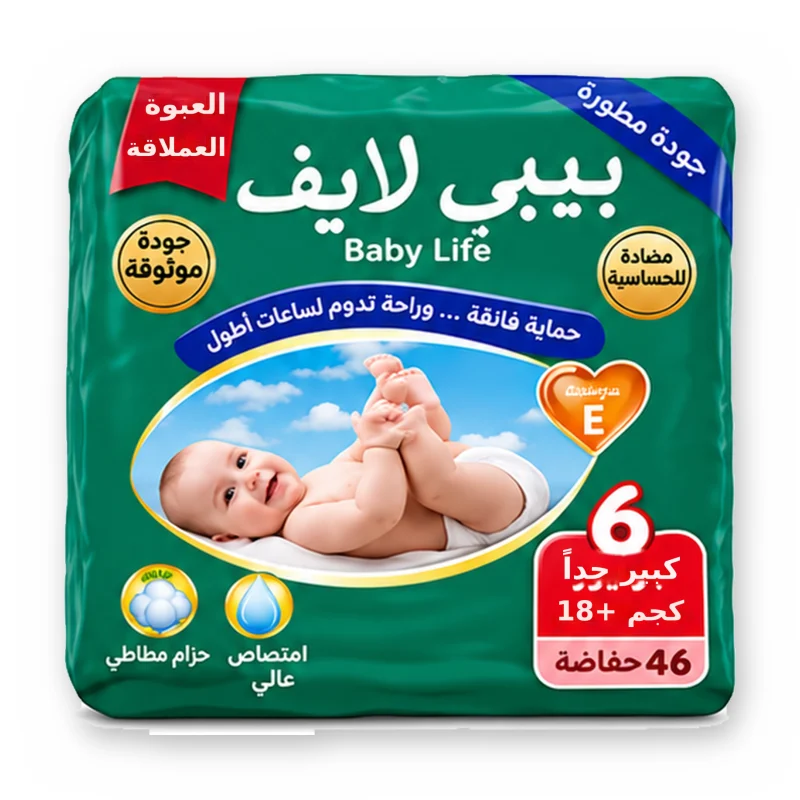 العبوة
العملاقة
جودة مطورة
بيبي لايف
Baby Life
جودة
موثوقة
مضادة
للحساسية
حماية فائقة ... وراحة تدوم لساعات أطول
E
6
كبير جداً
18+ كجم
46 حفاضة
حزام مطاطي
امتصاص
عالي